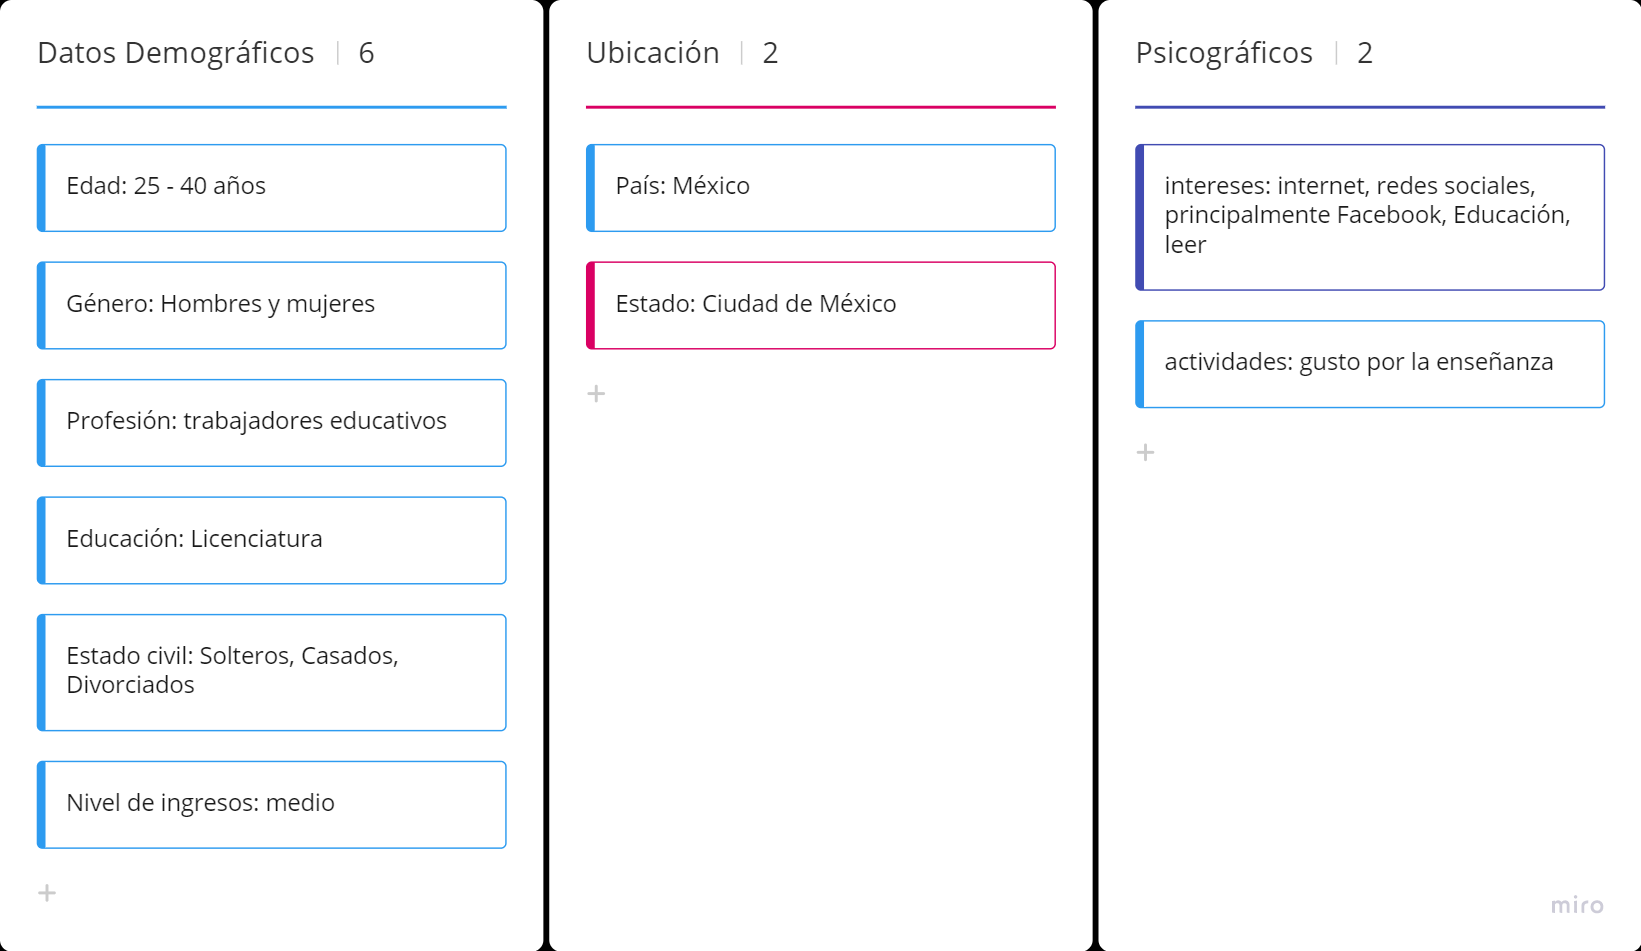 Datos Demográficos | 6
Edad: 25 - 40 años
Género: Hombres y mujeres
Profesión: trabajadores educativos
Educación: Licenciatura
Estado civil: Solteros, Casados,
Divorciados
Nivel de ingresos: medio
+
Ubicación | 2
País: México
Estado: Ciudad de México
+
Psicográficos | 2
intereses: internet, redes sociales,
principalmente Facebook, Educación,
leer
actividades: gusto por la enseñanza
+
miro